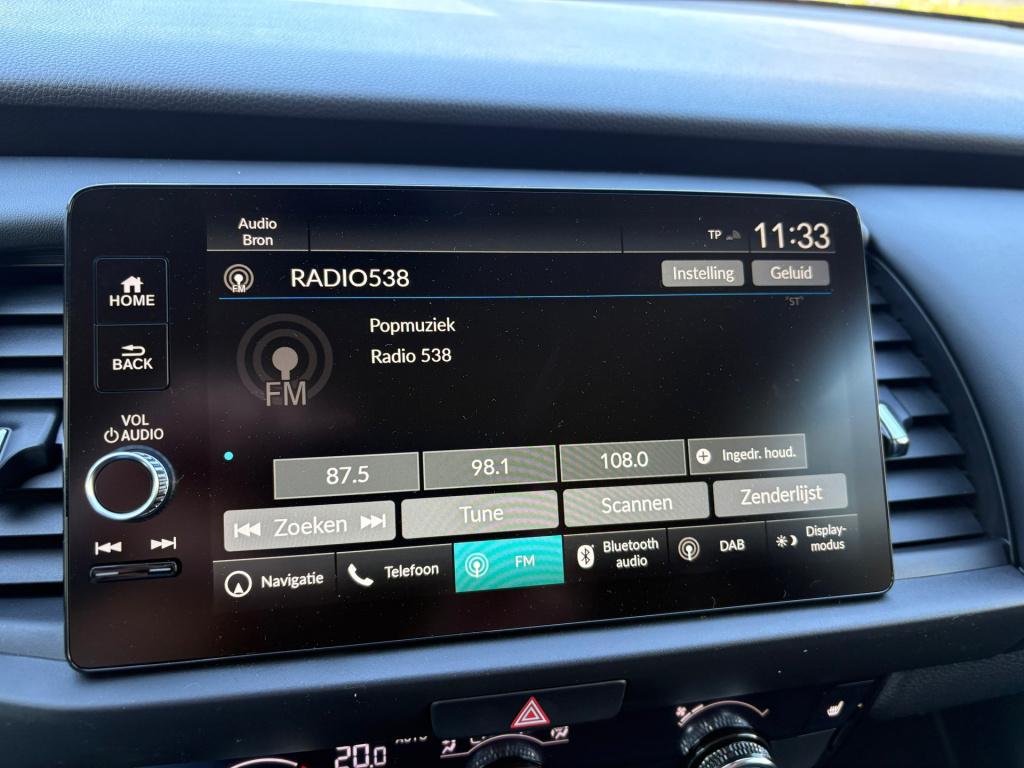 Audio
Bron
TP
11:33
FM
RADIO538
Instelling
Geluid
"ST"
HOME
Popmuziek
BACK
Radio 538
FM
VOL
AUDIO
87.5
98.1
108.0
Ingedr. houd.
Zoeken
Tune
Scannen
Zenderlijst
Navigatie
Telefoon
FM
Bluetooth
audio
DAB
Display-
modus
20.0
AUTO